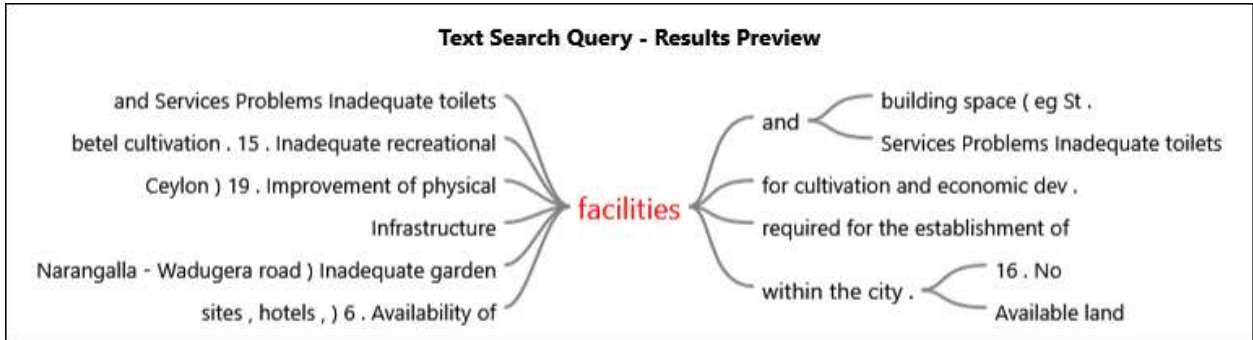 Text Search Query - Results Preview
and Services Problems Inadequate toilets
betel cultivation . 15 . Inadequate recreational
Ceylon ) 19 . Improvement of physical
Infrastructure
Narangalla - Wadugera road ) Inadequate garden
sites , hotels , ) 6 . Availability of
facilities
and
building space ( eg St .
Services Problems Inadequate toilets
for cultivation and economic dev .
required for the establishment of
within the city .
16 . No
Available land